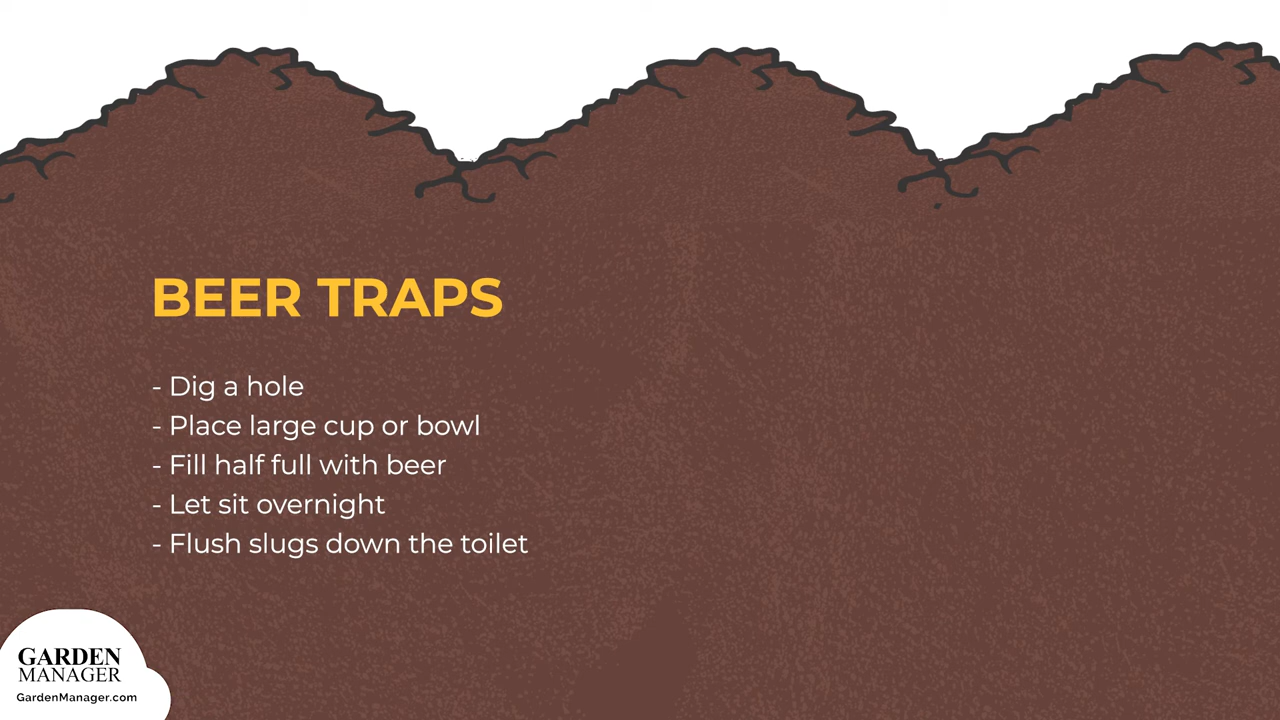 BEER TRAPS
- Dig a hole
- Place large cup or bowl
- Fill half full with beer
- Let sit overnight
- Flush slugs down the toilet
GARDEN
MANAGER
GardenManager.com